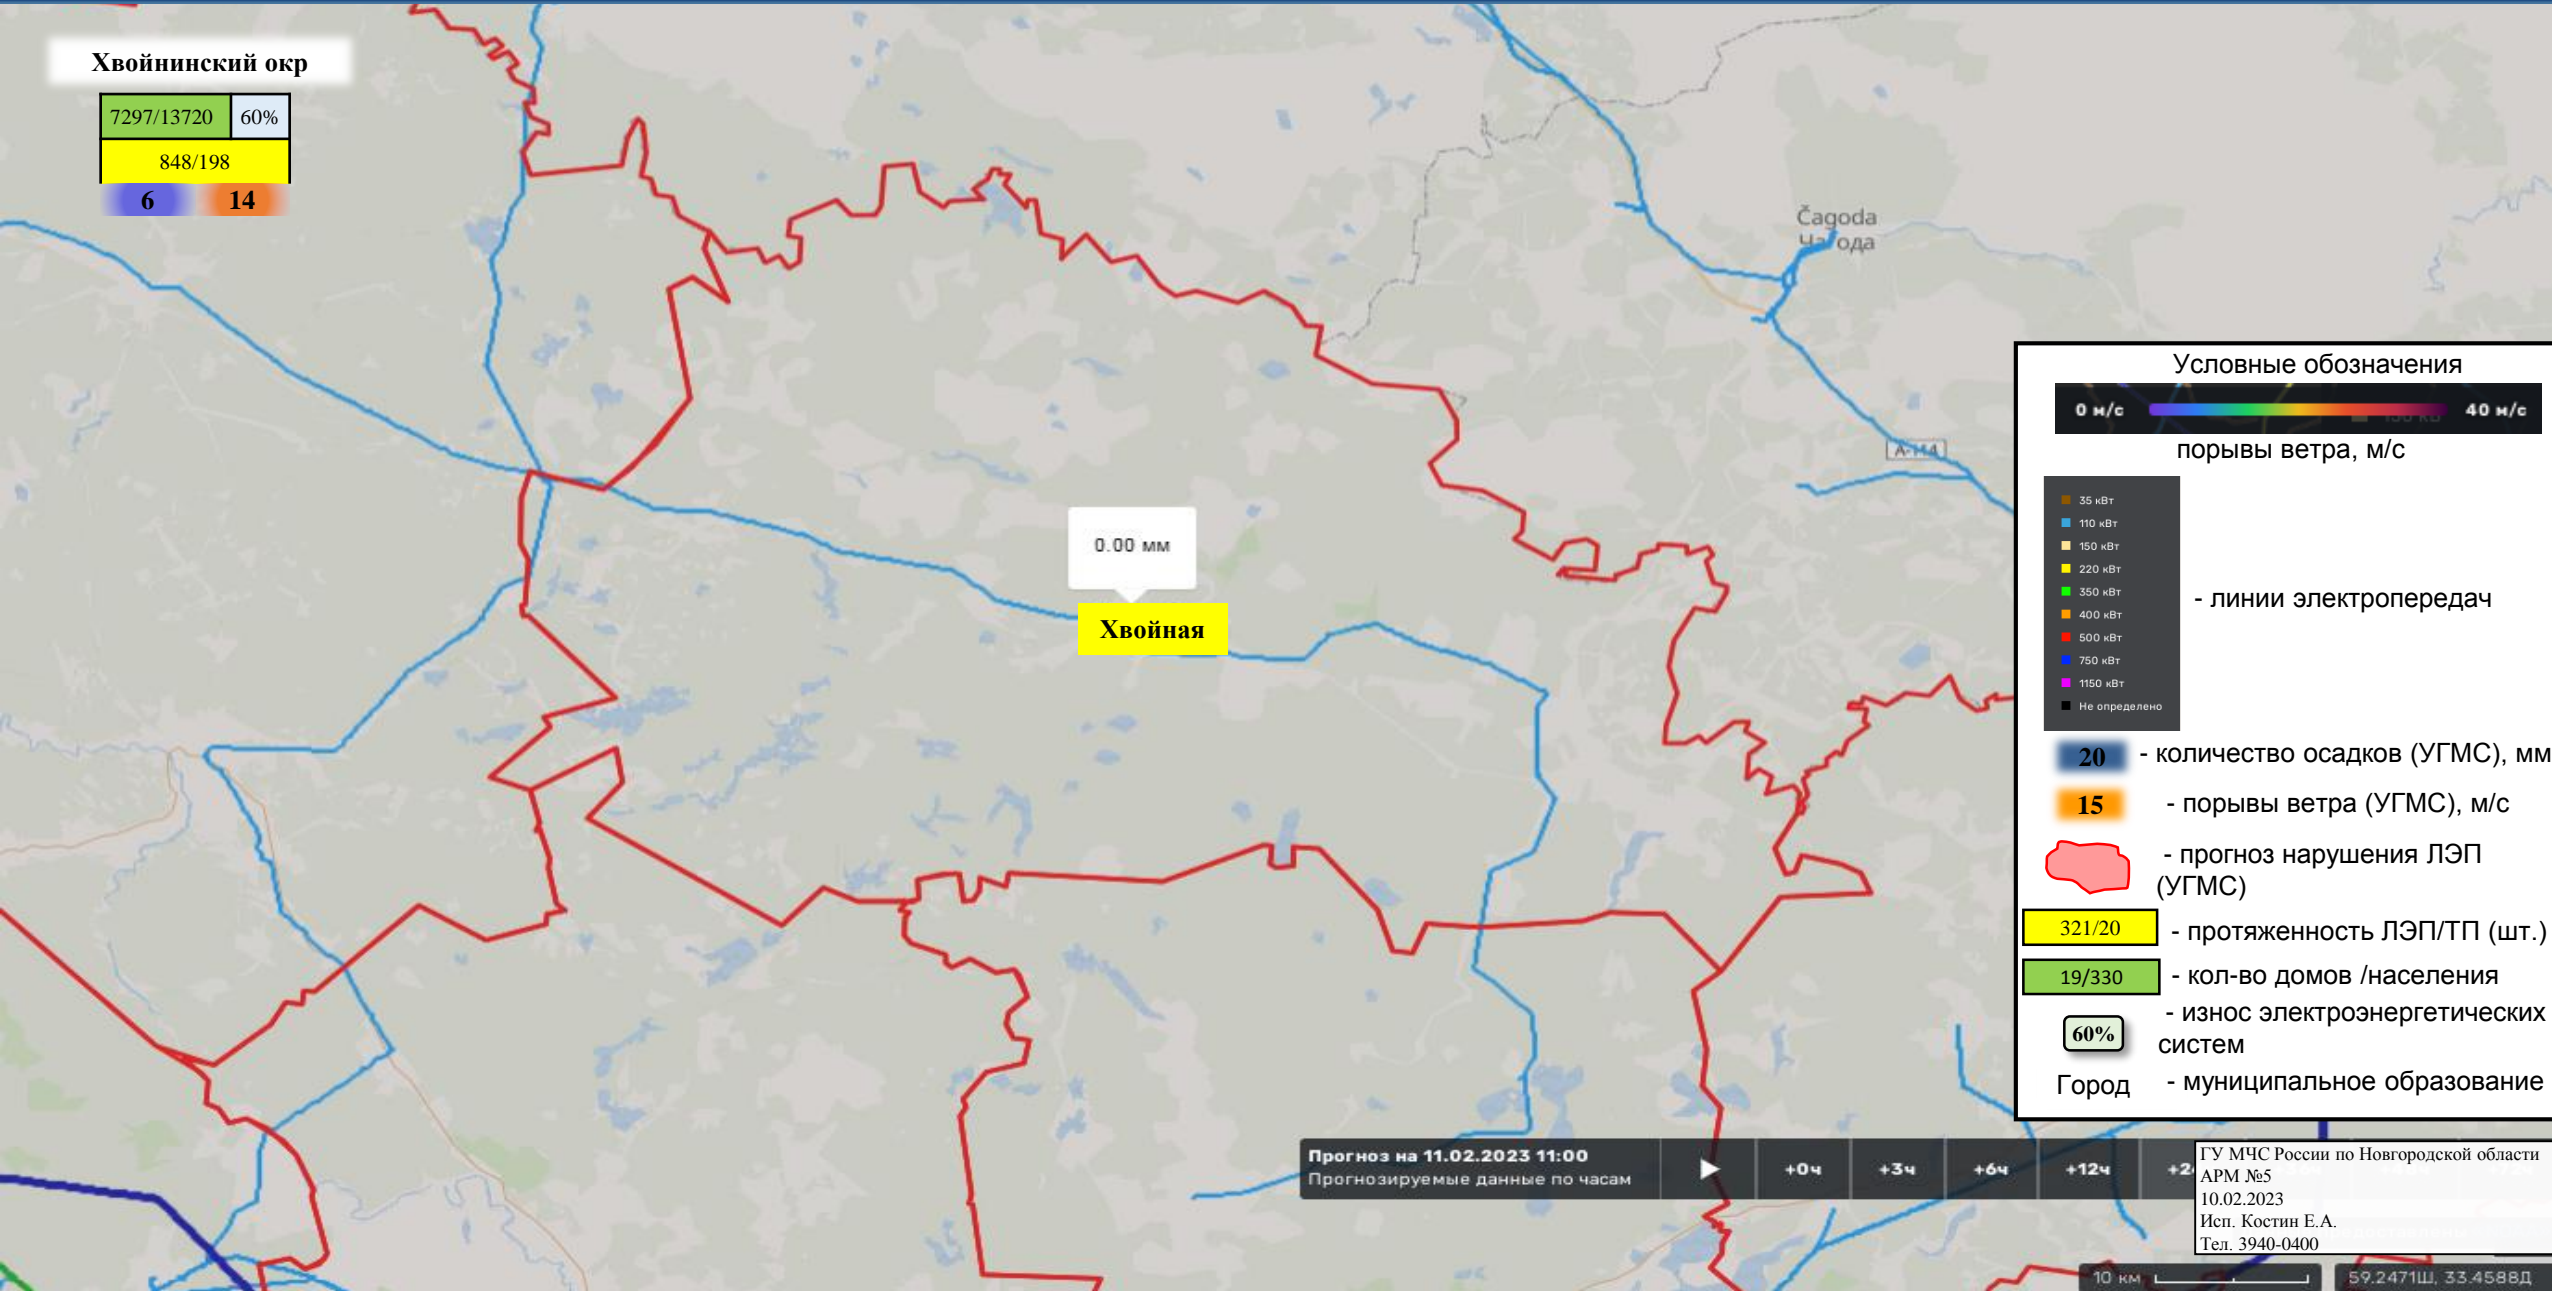 Хвойнинский окр
7297/13720 60%
848/198
6 14
Čagoda
A-114
0.00 мм
Хвойная
Условные обозначения
0 м/с 40 м/с
порывы ветра, м/с
35 кВт
110 кВт
150 кВт
220 кВт
350 кВт
400 кВт
500 кВт
750 кВт
1150 кВт
Не определено
- линии электропередач
20 - количество осадков (УГМС), мм
15 - порывы ветра (УГМС), м/с
- прогноз нарушения ЛЭП
(УГМС)
321/20 - протяженность ЛЭП/ТП (шт.)
19/330 - кол-во домов /населения
- износ электроэнергетических
60%
систем
Город - муниципальное образование
Прогноз на 11.02.2023 11:00
Прогнозируемые данные по часам
+0ч +3ч +6ч +12ч
ГУ МЧС России по Новгородской области
АРМ №5
10.02.2023
Исп. Костин Е.А.
Тел. 3940-0400
10 км
59.2471Ш, 33.4588Д